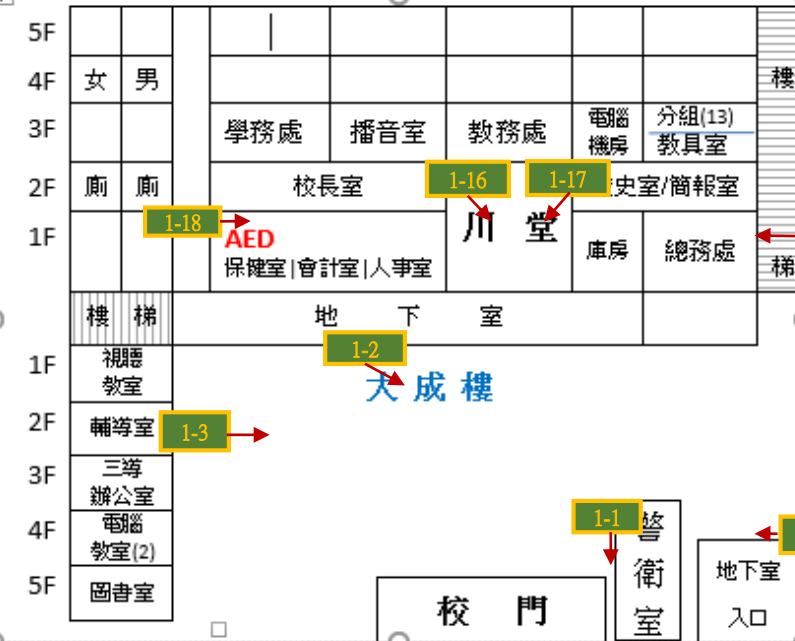 5F
4F 女 男 樓
3F 學務處 播音室 教務處 電腦 分組(13)
機房 教具室
2F 廁 廁 校長室 1-16 1-17 史室/簡報室
1-18
1F AED 川 堂 庫房 總務處
保健室|會計室|人事室 梯
樓 梯 地 下 室
1-2
1F 視聽
教室
大 成 樓
2F 輔導室 1-3
3F 三導
辦公室
4F 電腦
教室(2)
1-1 警
衛
室
5F 圖書室
地下室
入口
校 門